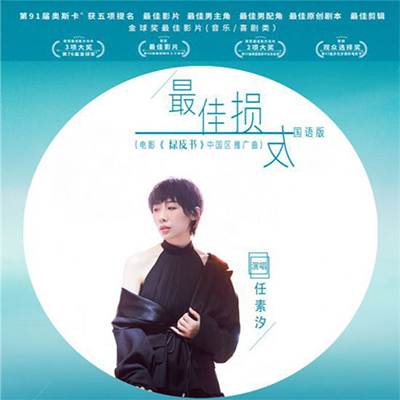 第91届奥斯卡®获五项提名 最佳影片 最佳男主角 最佳男配角 最佳原创剧本 最佳剪辑
金球奖最佳影片(音乐/喜剧类)
3项大奖
最佳影片
2项大奖
观众选择奖
最佳损友
国语版
(电影《绿皮书》中国区推广曲)
演唱
任素汐